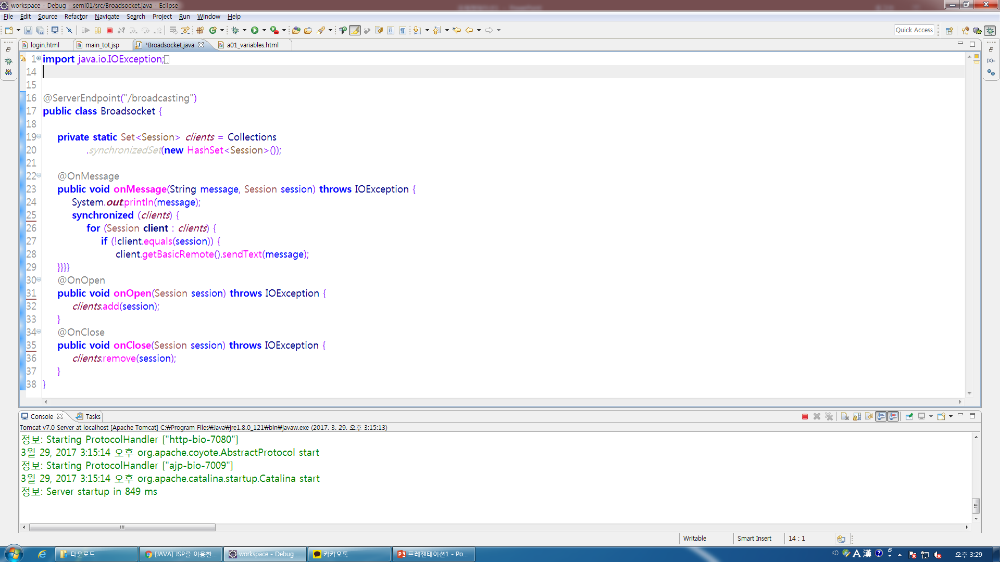 workspace - Debug - semi01/src/Broadsocket.java - Eclipse
File Edit Source Refactor Navigate Search Project Run Window Help
Quick Access
login.html main_tot.jsp *Broadsocket.java a01_variables.html
1 import java.io.IOException;
14
15
16 @ServerEndpoint("/broadcasting")
17 public class Broadsocket {
18
19 private static Set<Session> clients = Collections
20 .synchronizedSet(new HashSet<Session>());
21
22 @OnMessage
23 public void onMessage(String message, Session session) throws IOException {
24 System.out.println(message);
25 synchronized (clients) {
26 for (Session client : clients) {
27 if (!client.equals(session)) {
28 client.getBasicRemote().sendText(message);
29 }}}}
30 @OnOpen
31 public void onOpen(Session session) throws IOException {
32 clients.add(session);
33 }
34 @OnClose
35 public void onClose(Session session) throws IOException {
36 clients.remove(session);
37 }
38 }
(x)=
Console Tasks
Tomcat v7.0 Server at localhost [Apache Tomcat] C:₩Program Files₩Java₩jre1.8.0_121₩bin₩javaw.exe (2017. 3. 29. 오후 3:15:13)
정보: Starting ProtocolHandler ["http-bio-7080"]
3월 29, 2017 3:15:14 오후 org.apache.coyote.AbstractProtocol start
정보: Starting ProtocolHandler ["ajp-bio-7009"]
3월 29, 2017 3:15:14 오후 org.apache.catalina.startup.Catalina start
정보: Server startup in 849 ms
Writable Smart Insert 14 : 1
다운로드 [JAVA] JSP를 이용한... workspace - Debug ... 카카오톡 프레젠테이션1 - Po... KO A 漢 오후 3:29